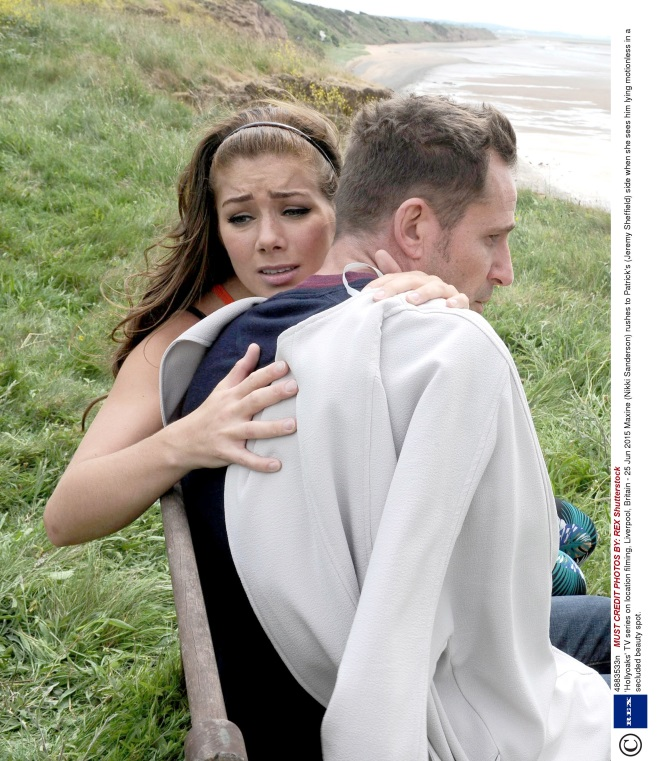 4883533n MUST CREDIT PHOTOS BY: REX Shutterstock
'Hollyoaks' TV series on location filming, Liverpool, Britain - 25 Jun 2015 Maxine (Nikki Sanderson) rushes to Patrick's (Jeremy Sheffield) side when she sees him lying motionless in a
secluded beauty spot.
REX
©